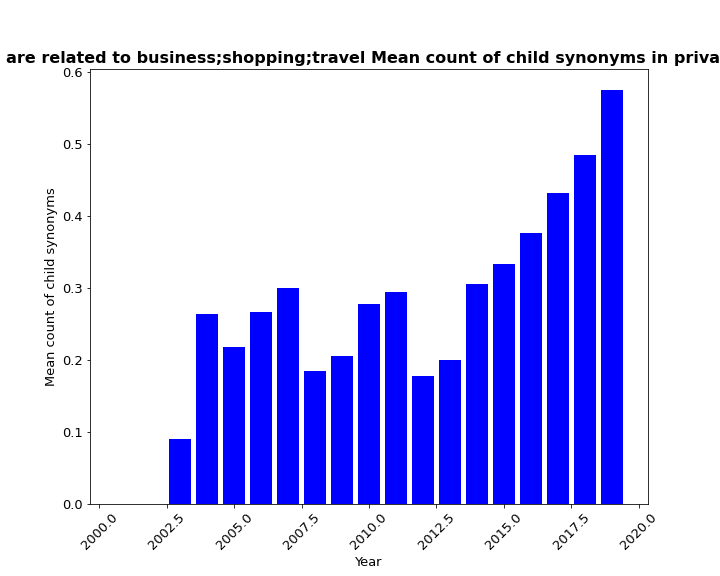 are related to business;shopping;travel Mean count of child synonyms in priva
0.6
0.5
0.4
0.3
0.2
0.1
0.0
Mean count of child synonyms
2000.0 2002.5 2005.0 2007.5 2010.0 2012.5 2015.0 2017.5 2020.0
Year